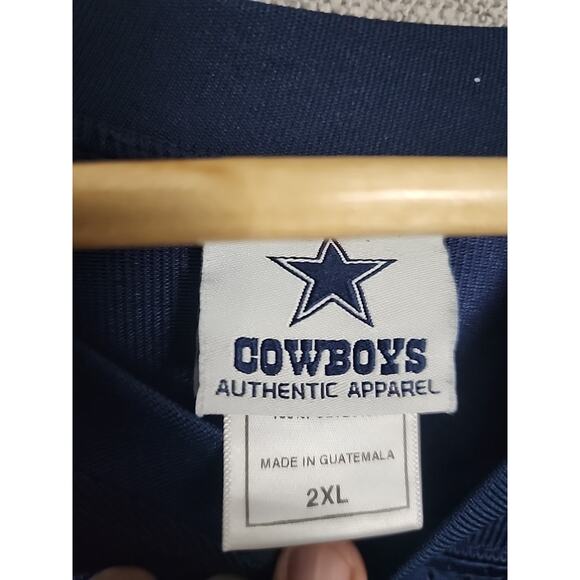 COWBOYS
AUTHENTIC APPAREL
MADE IN GUATEMALA
2XL